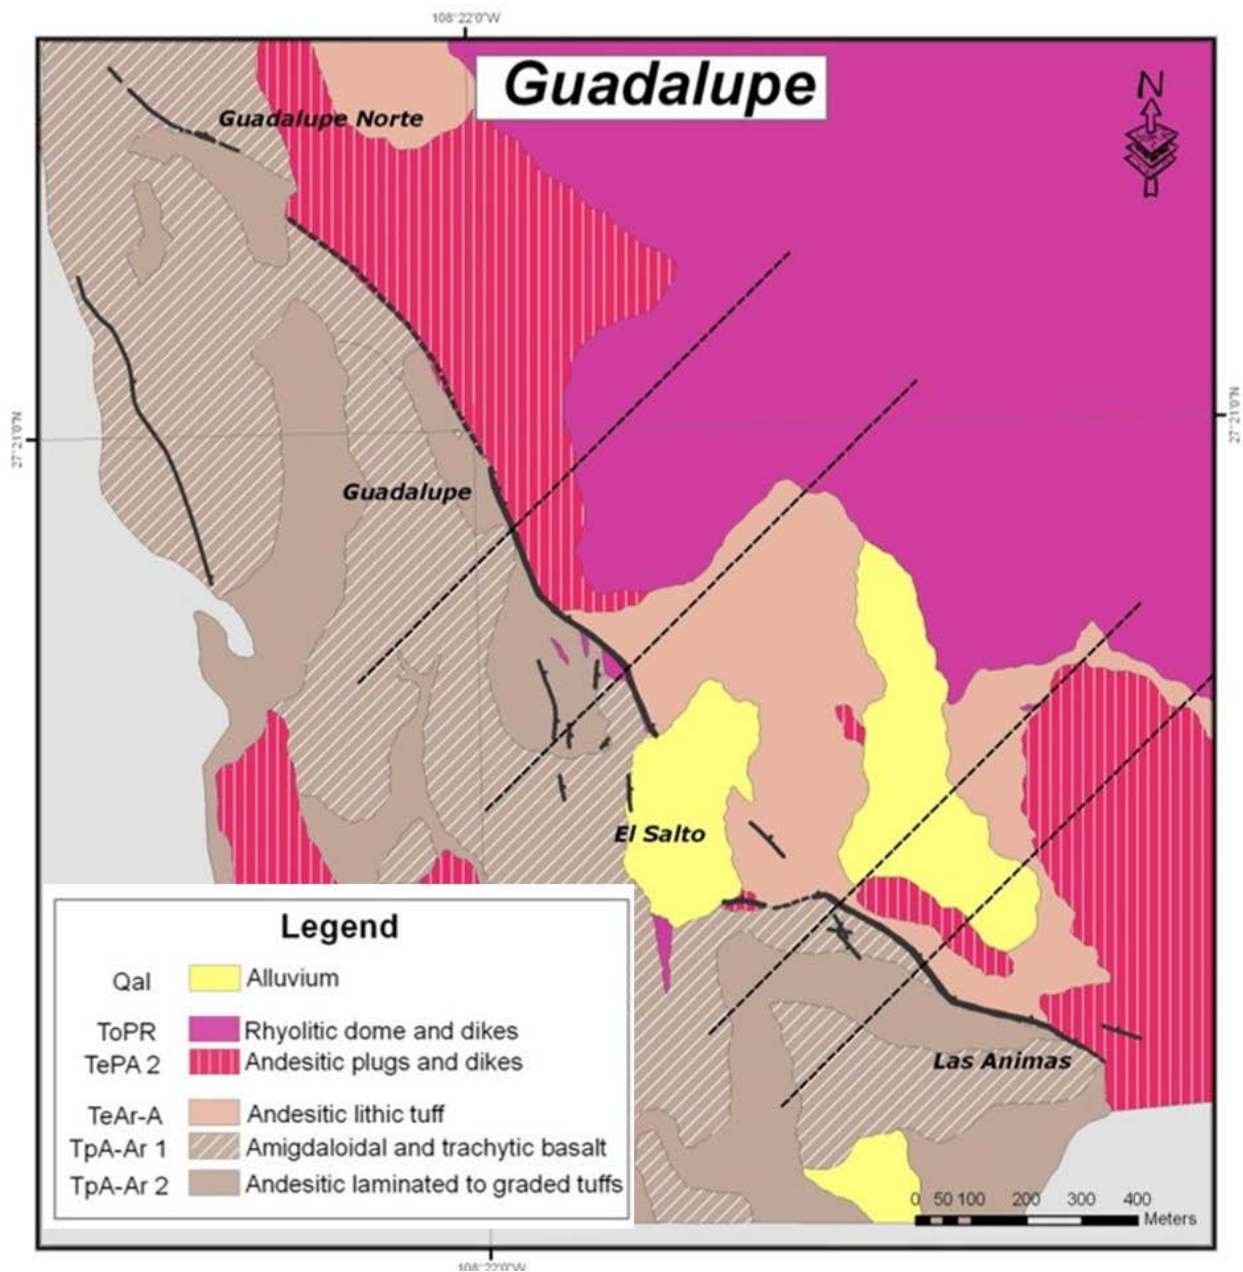 108°22'0"W
Guadalupe
N
Guadalupe Norte
27°21'0"N
27°21'0"N
Guadalupe
El Salto
Legend
Qal Alluvium
ToPR Rhyolitic dome and dikes
TePA 2 Andesitic plugs and dikes
TeAr-A Andesitic lithic tuff
TpA-Ar 1 Amigdaloidal and trachytic basalt
TpA-Ar 2 Andesitic laminated to graded tuffs
Las Animas
0 50 100 200 300 400
Meters
108°22'0"W